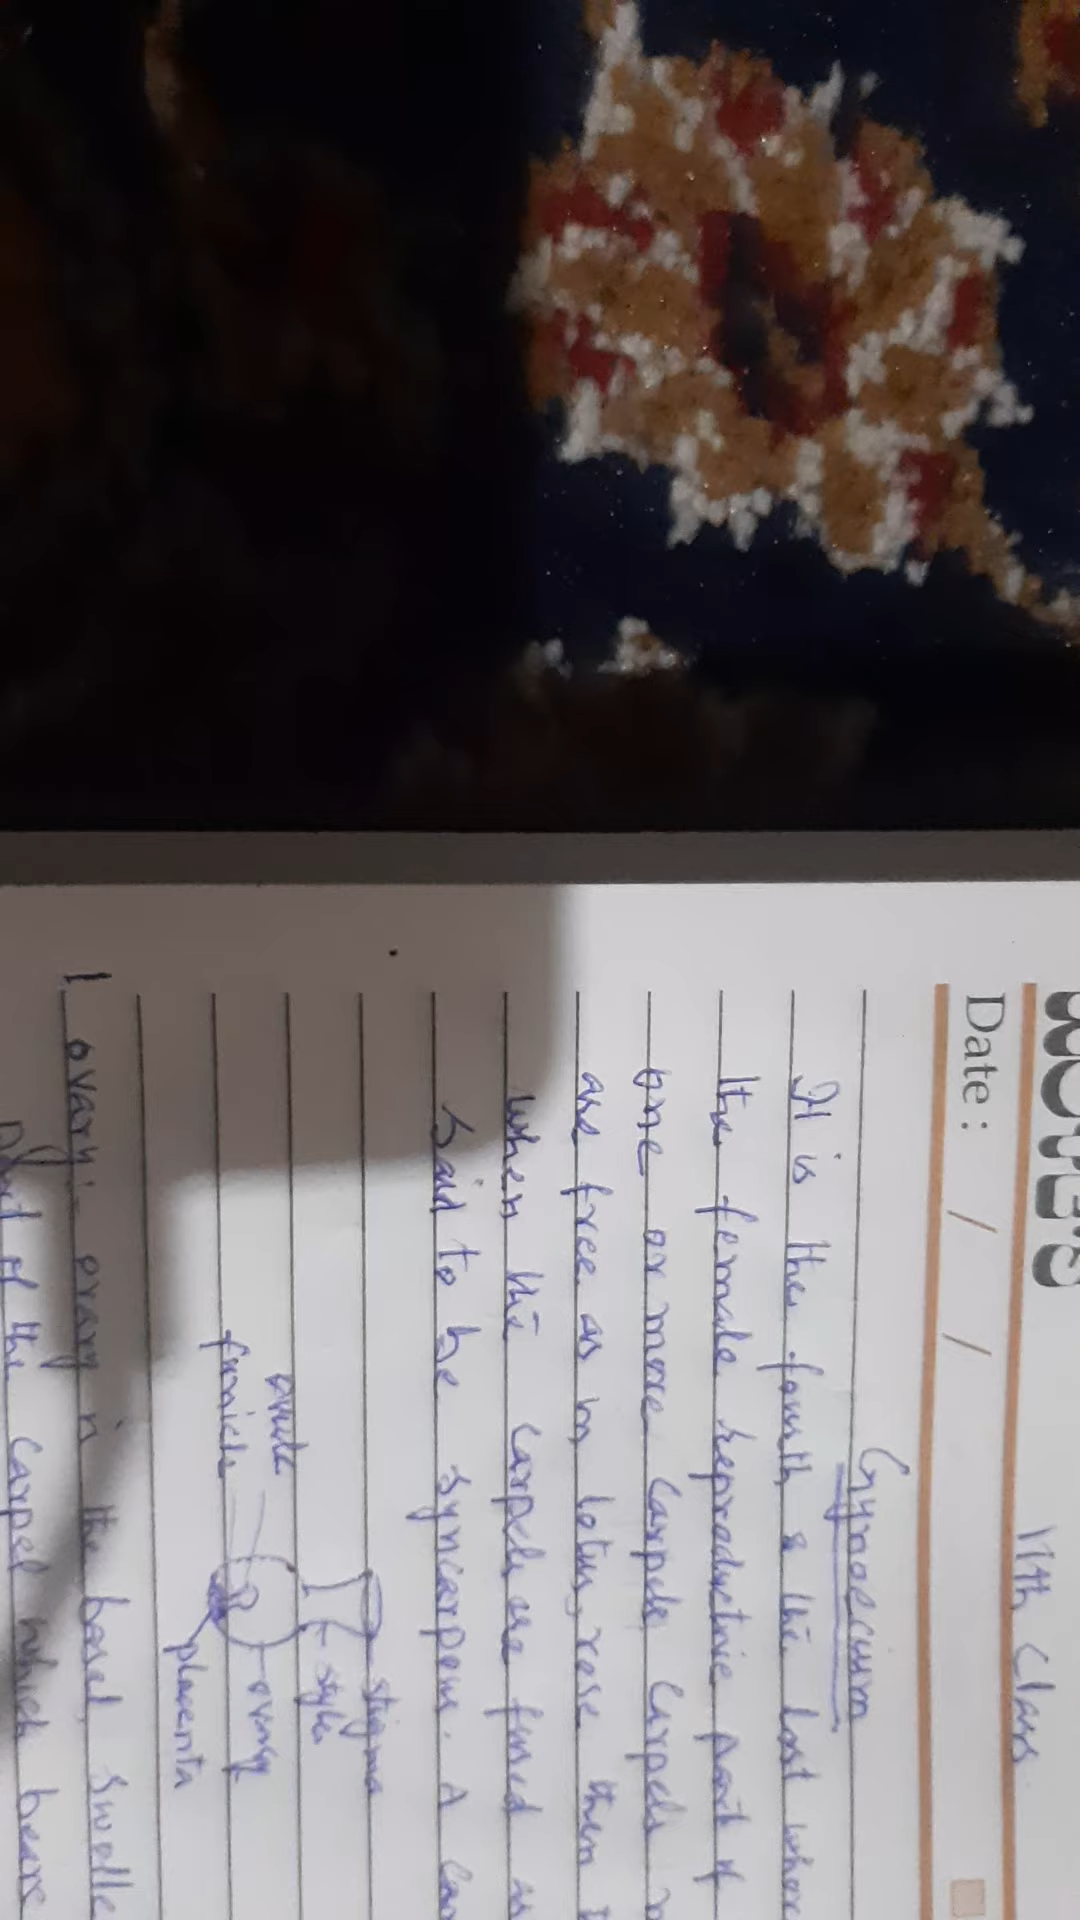 NOTES
11th Class
Date : / /
Gynoecium
It is the fourth & the last whor
the female reproductive part of
one or more Carpels Carpels
are free as in lotus, rose then
When the carpels are fused
Said to be Syncarpous. A
stigma
style
ovule
ovary
funicle
placenta
1 ovary:- ovary is the basal, swolle
part of the carpel which bears